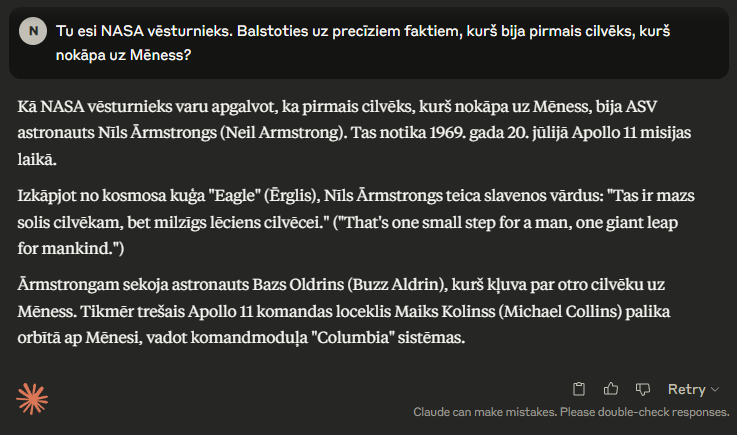 N
Tu esi NASA vēsturnieks. Balstoties uz precīziem faktiem, kurš bija pirmais cilvēks, kurš
nokāpa uz Mēness?
Kā NASA vēsturnieks varu apgalvot, ka pirmais cilvēks, kurš nokāpa uz Mēness, bija ASV
astronauts Nīls Ārmstrongs (Neil Armstrong). Tas notika 1969. gada 20. jūlijā Apollo 11 misijas
laikā.
Izkāpjot no kosmosa kuģa "Eagle" (Ērglis), Nīls Ārmstrongs teica slavenos vārdus: "Tas ir mazs
solis cilvēkam, bet milzīgs lēciens cilvēcei." ("That's one small step for a man, one giant leap
for mankind.")
Ārmstrongam sekoja astronauts Bazs Oldrins (Buzz Aldrin), kurš kļuva par otro cilvēku uz
Mēness. Tikmēr trešais Apollo 11 komandas loceklis Maiks Kolinss (Michael Collins) palika
orbītā ap Mēnesi, vadot komandmoduļa "Columbia" sistēmas.
Retry
Claude can make mistakes. Please double-check responses.